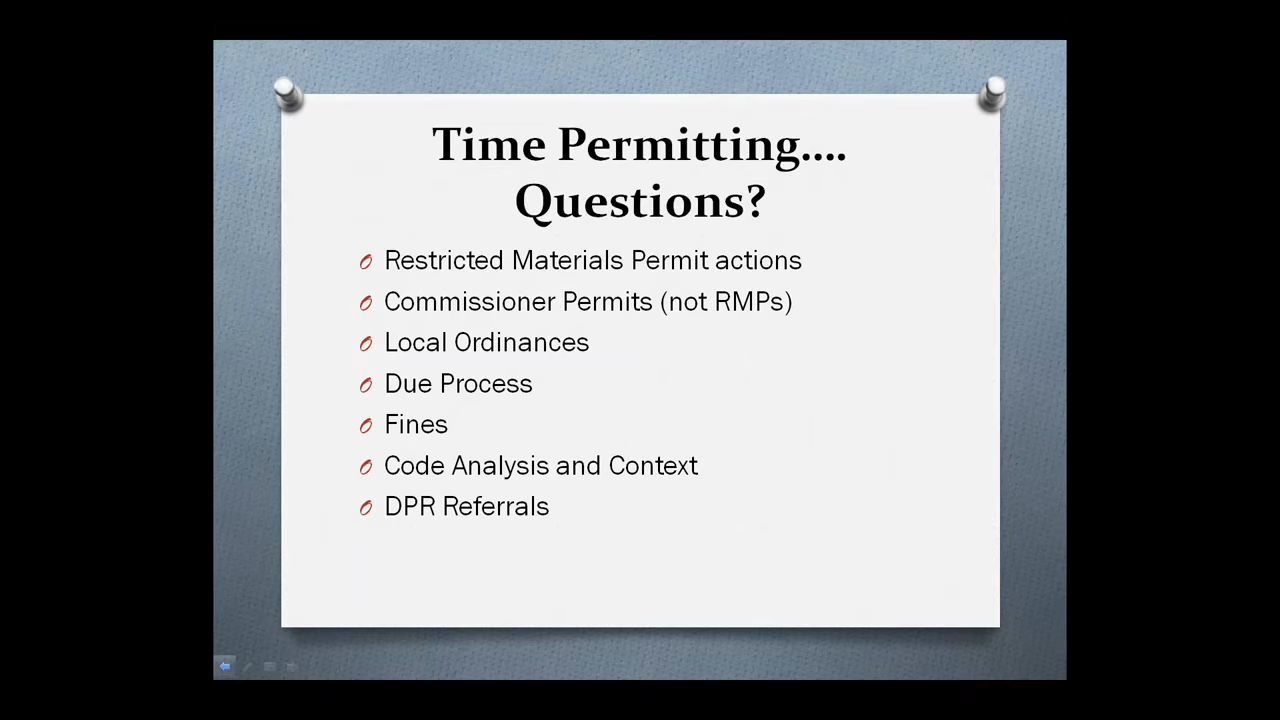 Time Permitting....
Questions?
Restricted Materials Permit actions
Commissioner Permits (not RMPs)
Local Ordinances
Due Process
Fines
Code Analysis and Context
DPR Referrals